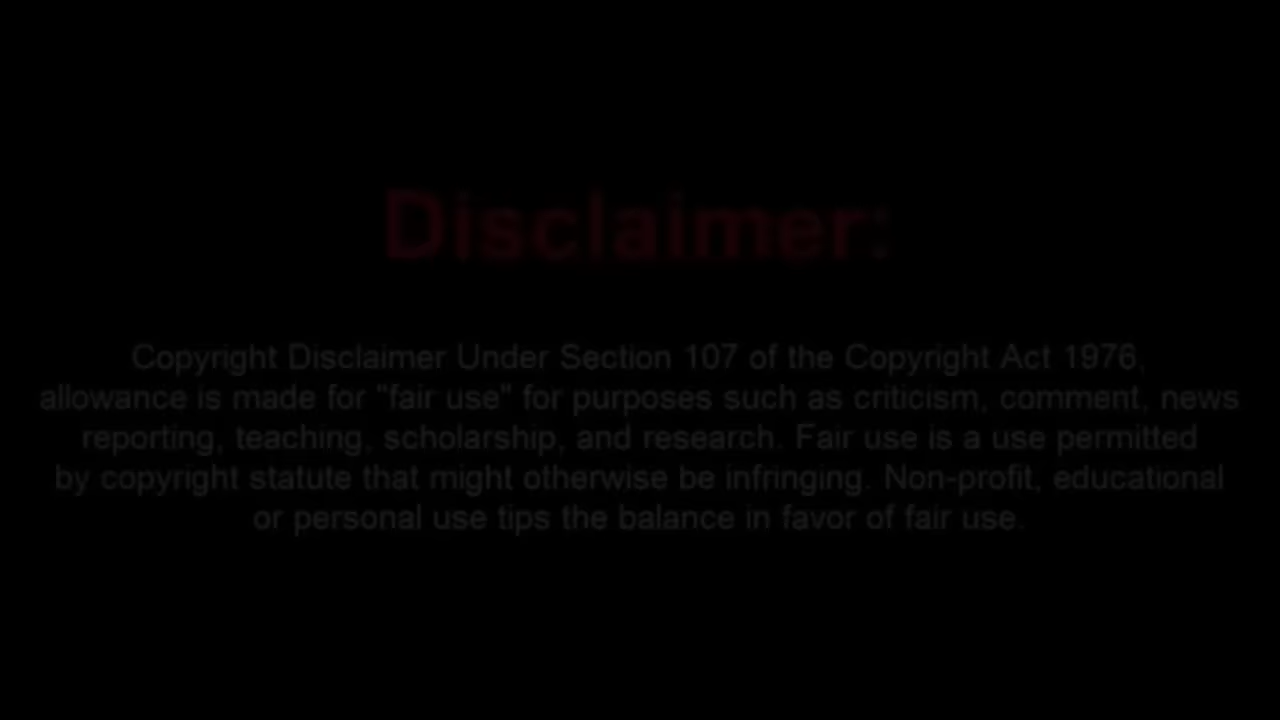 Disclaimer:
Copyright Disclaimer Under Section 107 of the Copyright Act 1976,
allowance is made for "fair use" for purposes such as criticism, comment, news
reporting, teaching, scholarship, and research. Fair use is a use permitted
by copyright statute that might otherwise be infringing. Non-profit, educational
or personal use tips the balance in favor of fair use.